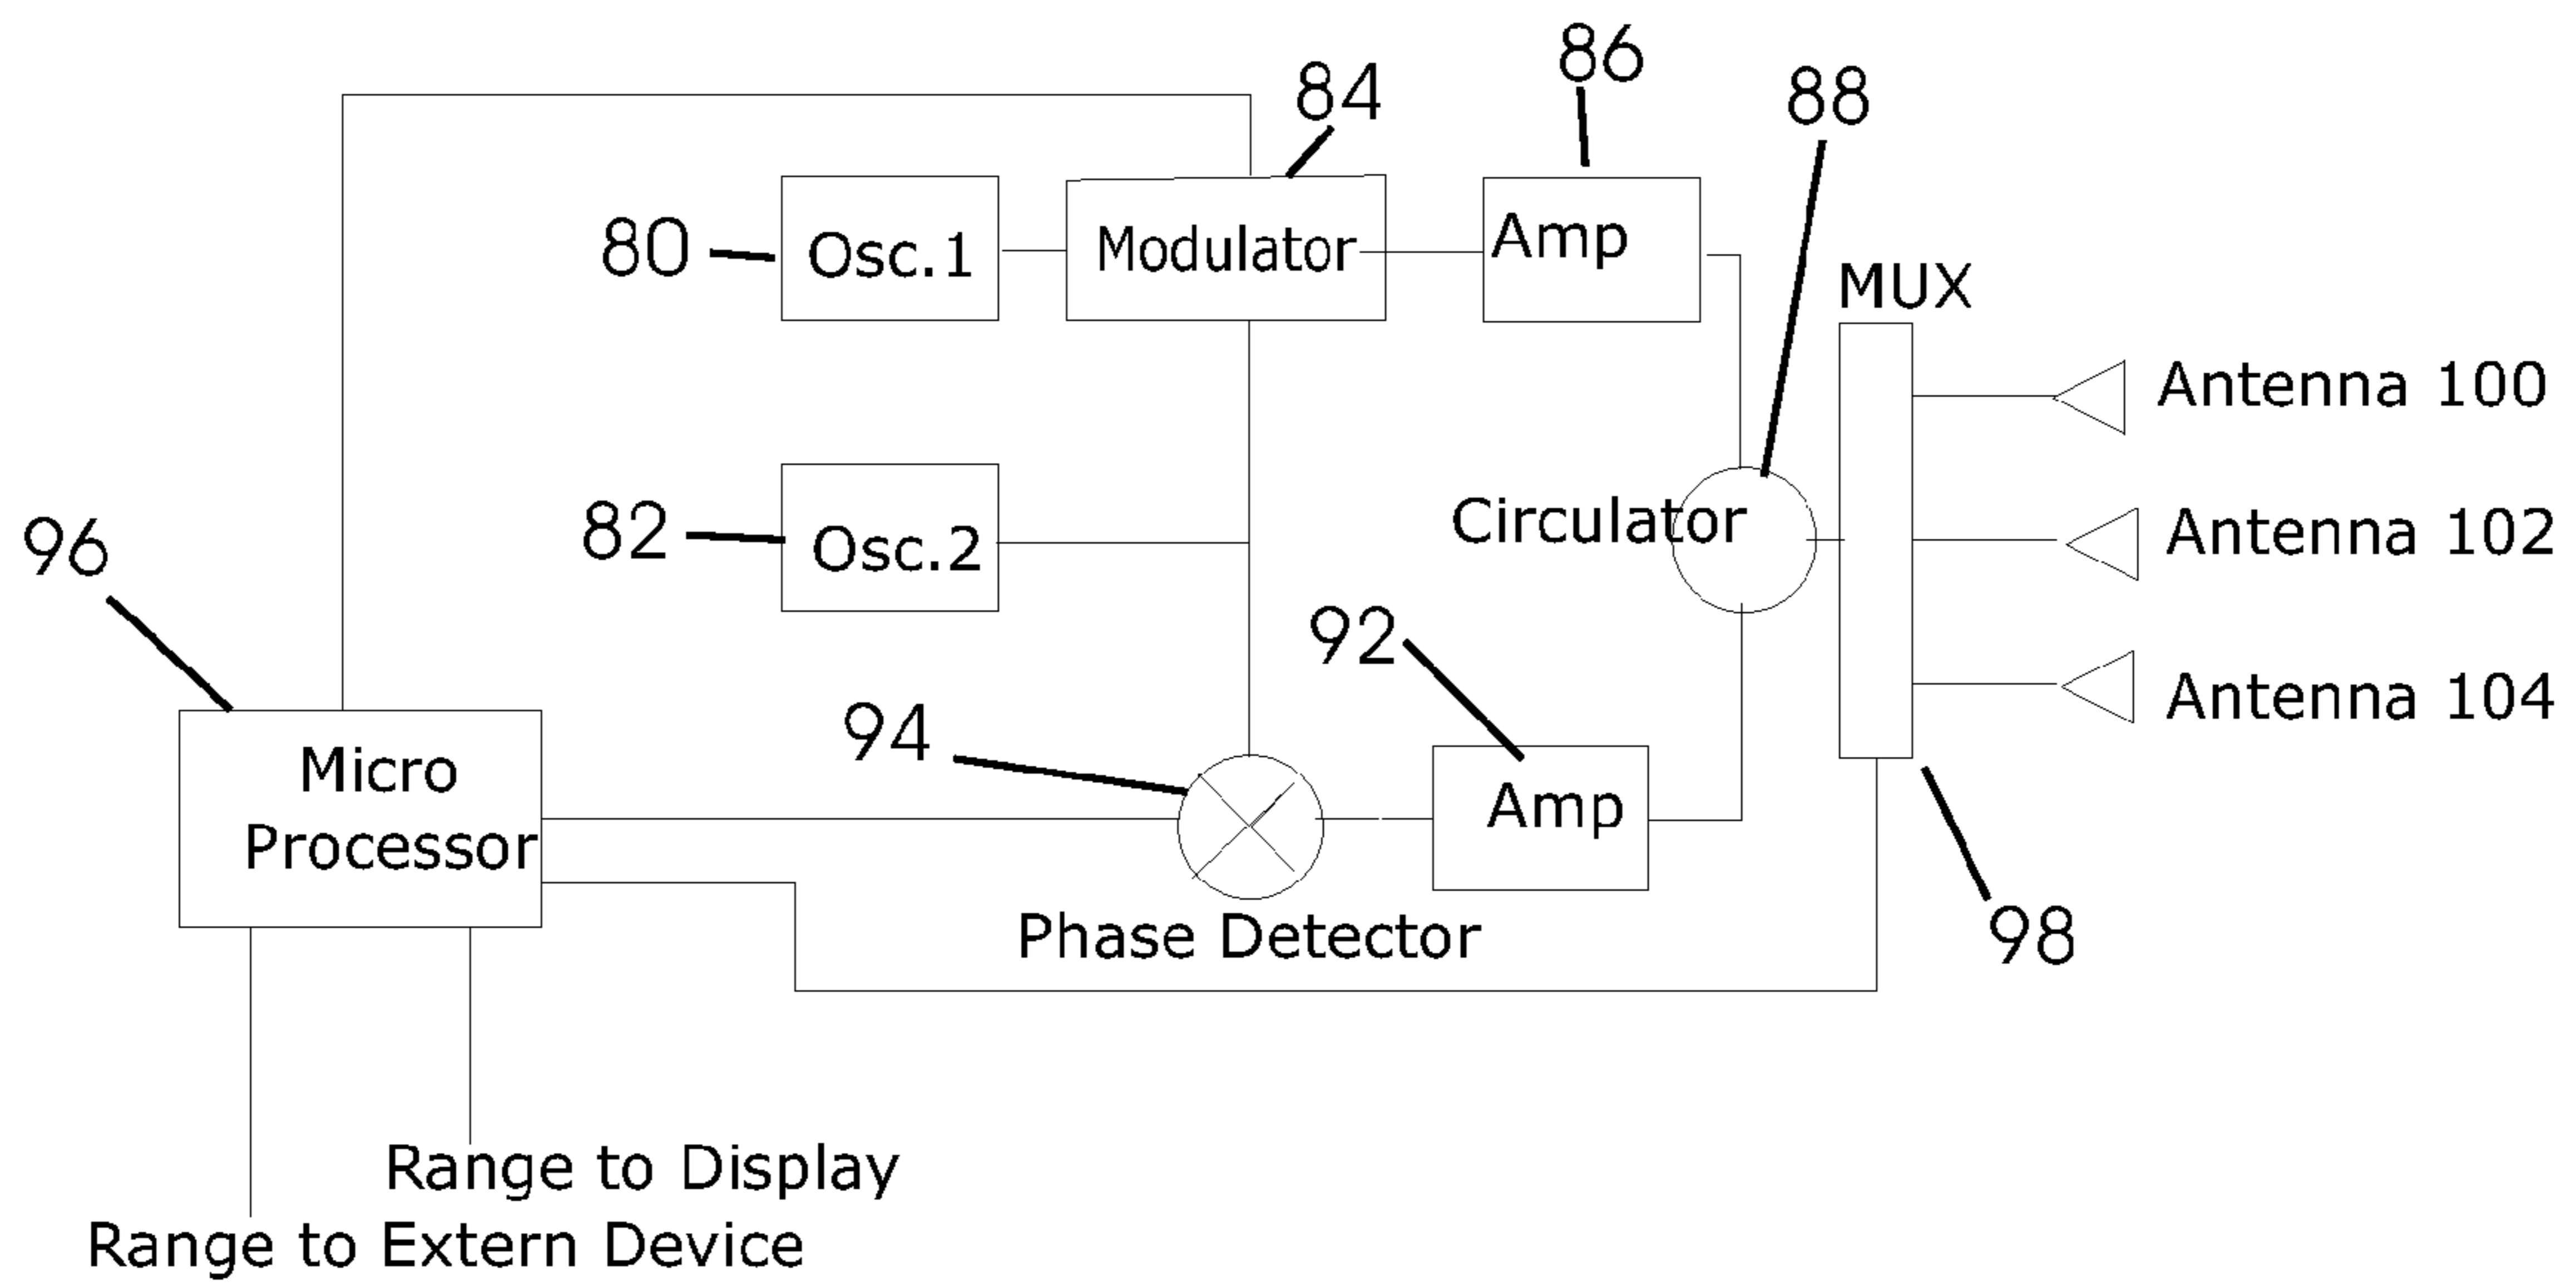 86
84
88
80
Osc.1
Modulator
Amp
MUX
Antenna 100
96
82
Osc.2
Circulator
Antenna 102
92
Antenna 104
94
Micro
Processor
Amp
Phase Detector
98
Range to Display
Range to Extern Device